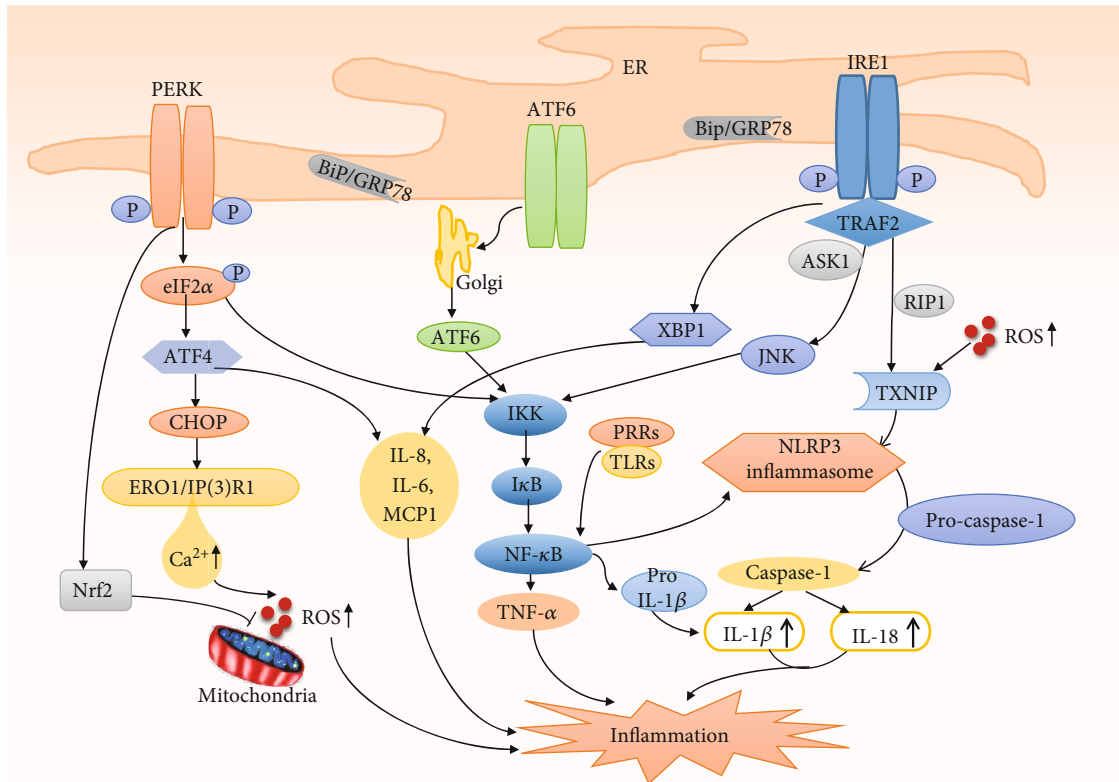 ER
IRE1
PERK
ATF6
Bip/GRP78
BiP/GRP78
P
P
P
P
TRAF2
ASK1
Golgi
eIF2α
P
RIP1
XBP1
ROS
ATF6
ATF4
JNK
TXNIP
IKK
CHOP
PRRs
TLRs
NLRP3
inflammasome
IL-8,
IL-6,
MCP1
ERO1/IP(3)R1
IκB
Pro-caspase-1
Ca²⁺
NF-κB
Pro
IL-1β
Caspase-1
Nrf2
TNF-α
ROS
IL-1β
IL-18
Mitochondria
Inflammation